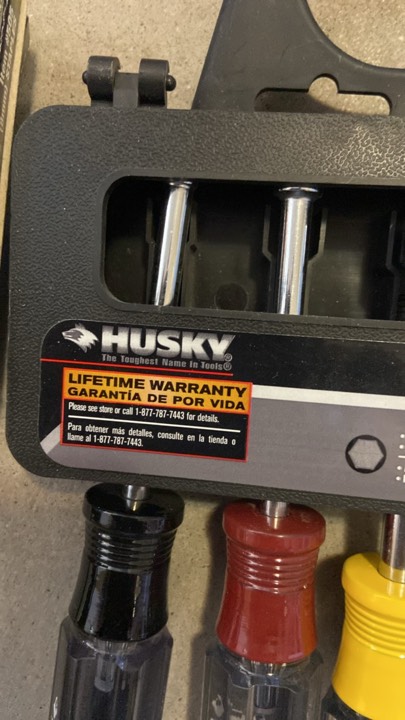 HUSKY®
The Toughest Name In Tools®
LIFETIME WARRANTY
GARANTÍA DE POR VIDA
Please see store or call 1-877-787-7443 for details.
Para obtener más detalles, consulte en la tienda o
llame al 1-877-787-7443.